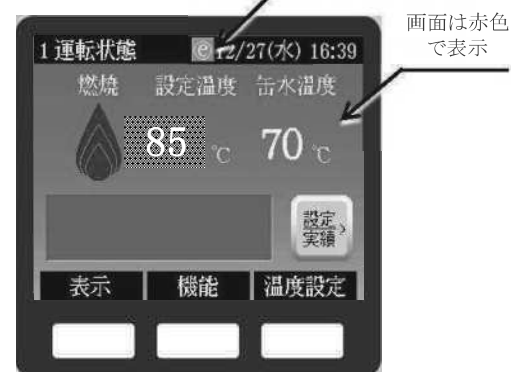 画面は赤色
で表示
1 運転状態 e 12/27(水) 16:39
燃焼 設定温度 缶水温度
85 ℃ 70 ℃
設定
実績 ›
表示 機能 温度設定